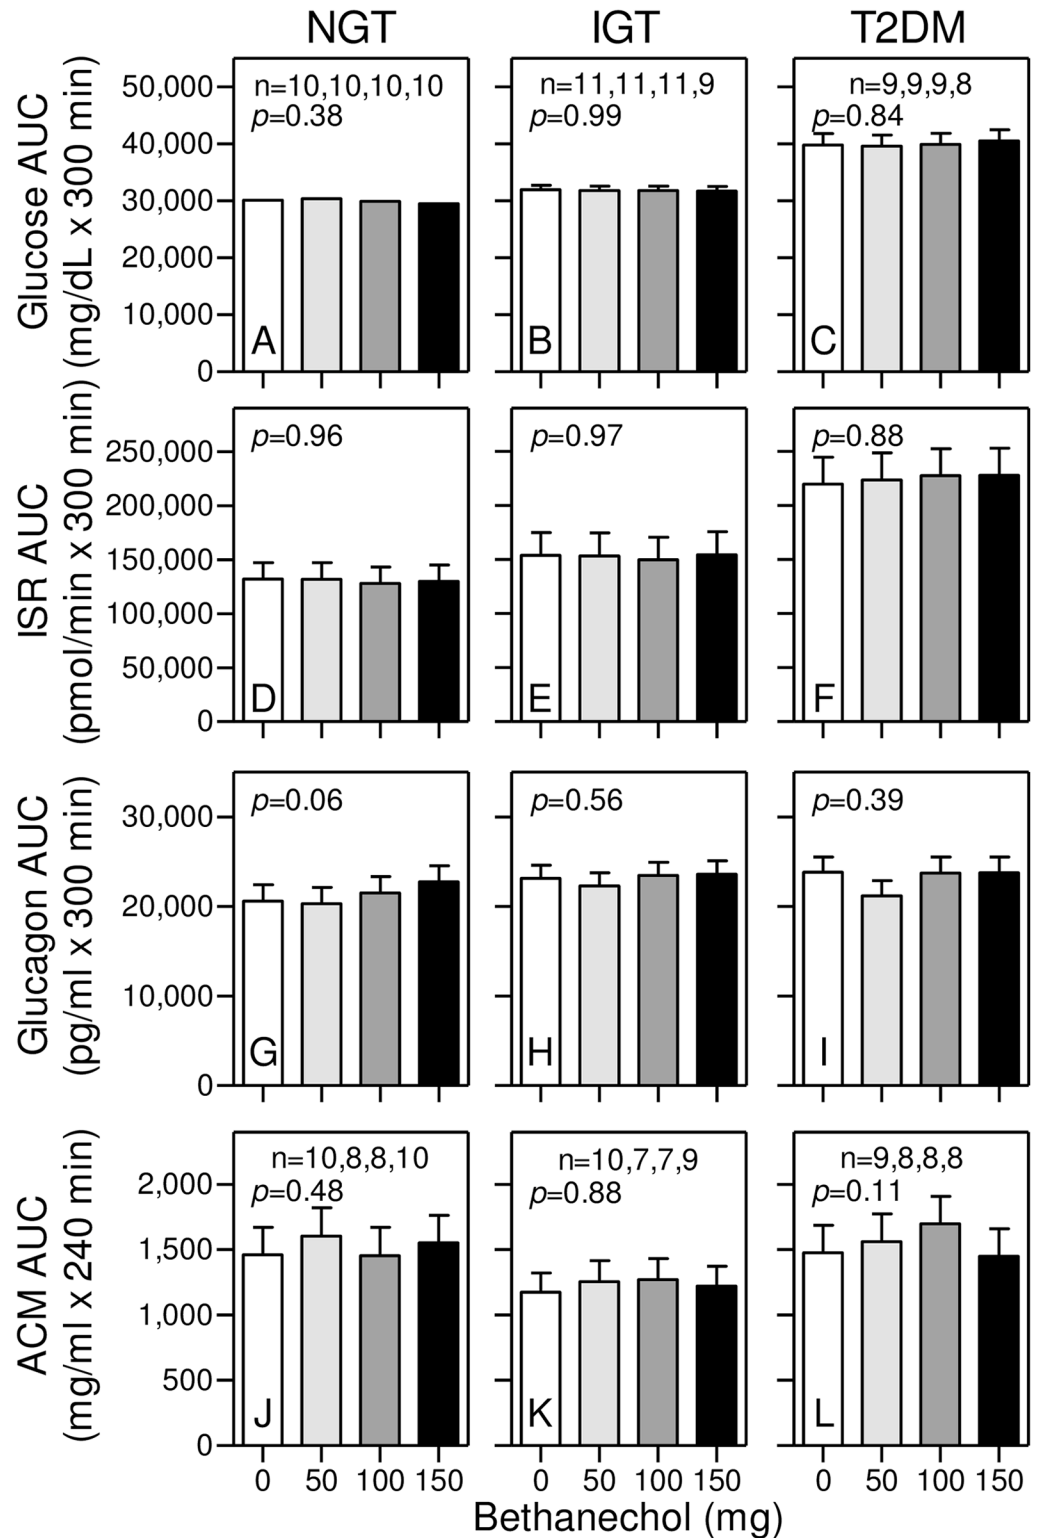 NGT IGT T2DM
Glucose AUC
(mg/dL x 300 min)
50,000
40,000
30,000
20,000
10,000
0
n=10,10,10,10
p=0.38
A
n=11,11,11,9
p=0.99
B
n=9,9,9,8
p=0.84
C
ISR AUC
(pmol/min x 300 min)
250,000
200,000
150,000
100,000
50,000
0
p=0.96
D
p=0.97
E
p=0.88
F
Glucagon AUC
(pg/ml x 300 min)
30,000
20,000
10,000
0
p=0.06
G
p=0.56
H
p=0.39
I
ACM AUC
(mg/ml x 240 min)
2,000
1,500
1,000
500
0
n=10,8,8,10
p=0.48
J
n=10,7,7,9
p=0.88
K
n=9,8,8,8
p=0.11
L
0 50 100 150 0 50 100 150 0 50 100 150
Bethanechol (mg)